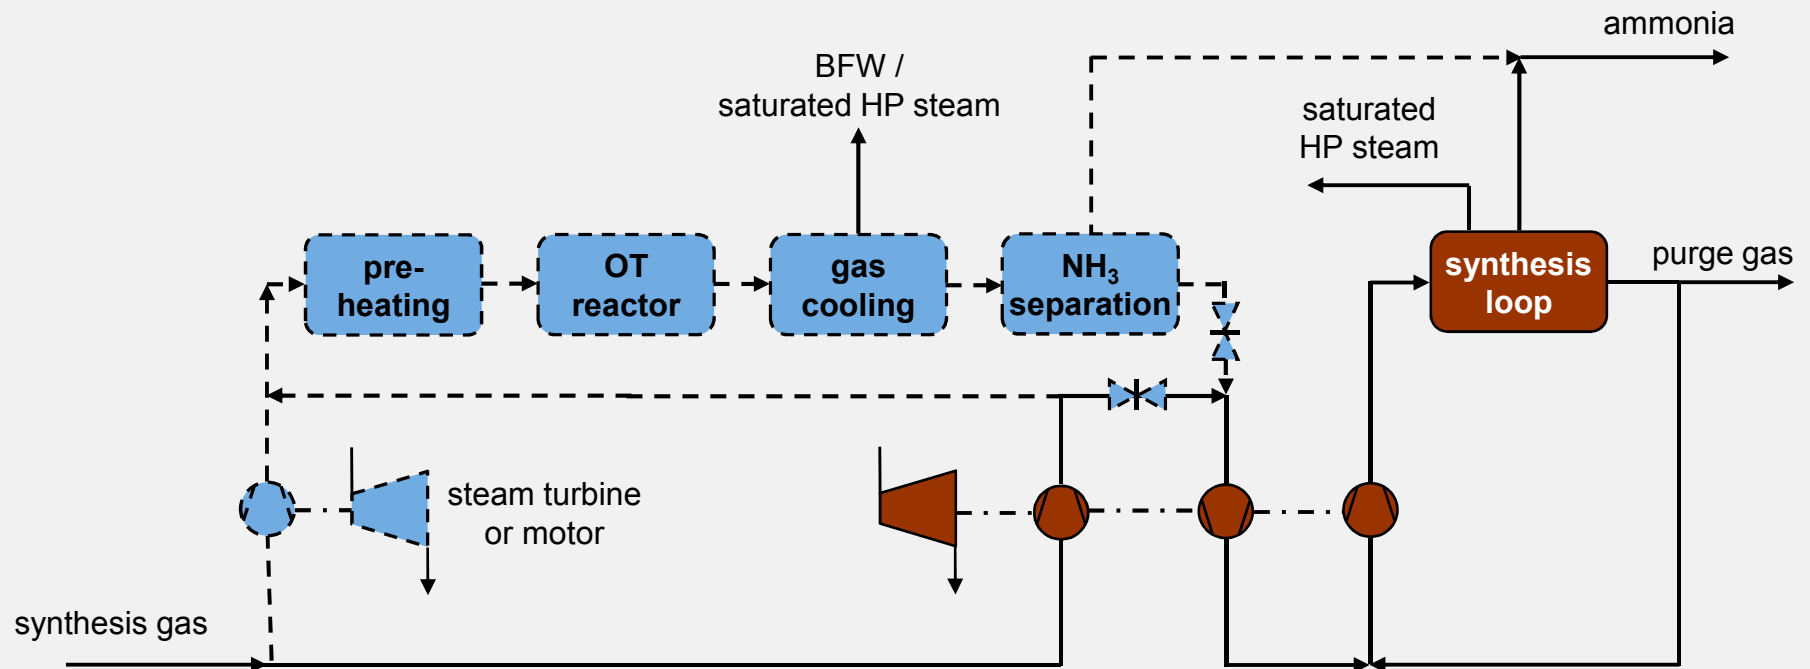 ammonia
BFW /
saturated HP steam
saturated
HP steam
pre-
heating
OT
reactor
gas
cooling
NH₃
separation
synthesis
loop
purge gas
steam turbine
or motor
synthesis gas